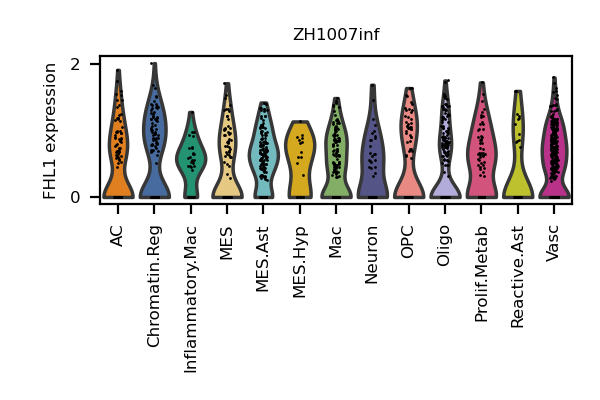 ZH1007inf
FHL1 expression
2
0
AC
Chromatin.Reg
Inflammatory.Mac
MES
MES.Ast
MES.Hyp
Mac
Neuron
OPC
Oligo
Prolif.Metab
Reactive.Ast
Vasc